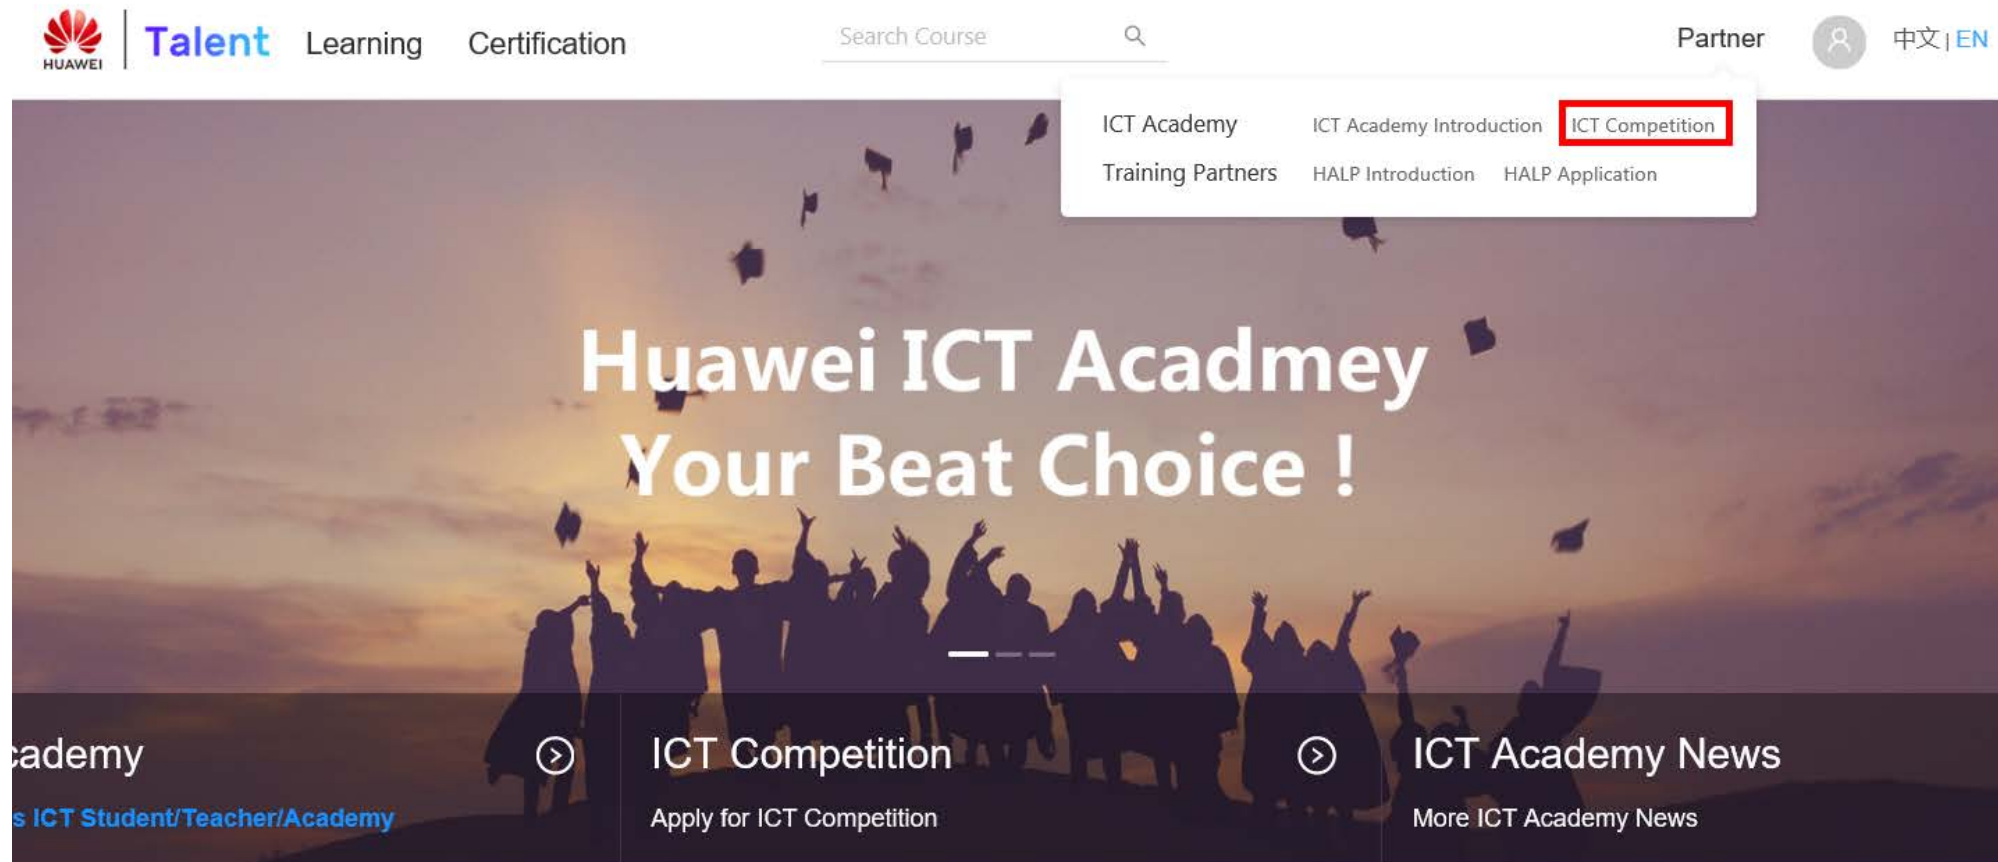 HUAWEI
Talent
Learning
Certification
Search Course
Partner
中文 | EN
ICT Academy
ICT Academy Introduction
ICT Competition
Training Partners
HALP Introduction
HALP Application
Huawei ICT Acadmey
Your Beat Choice !
cademy
s ICT Student/Teacher/Academy
ICT Competition
Apply for ICT Competition
ICT Academy News
More ICT Academy News